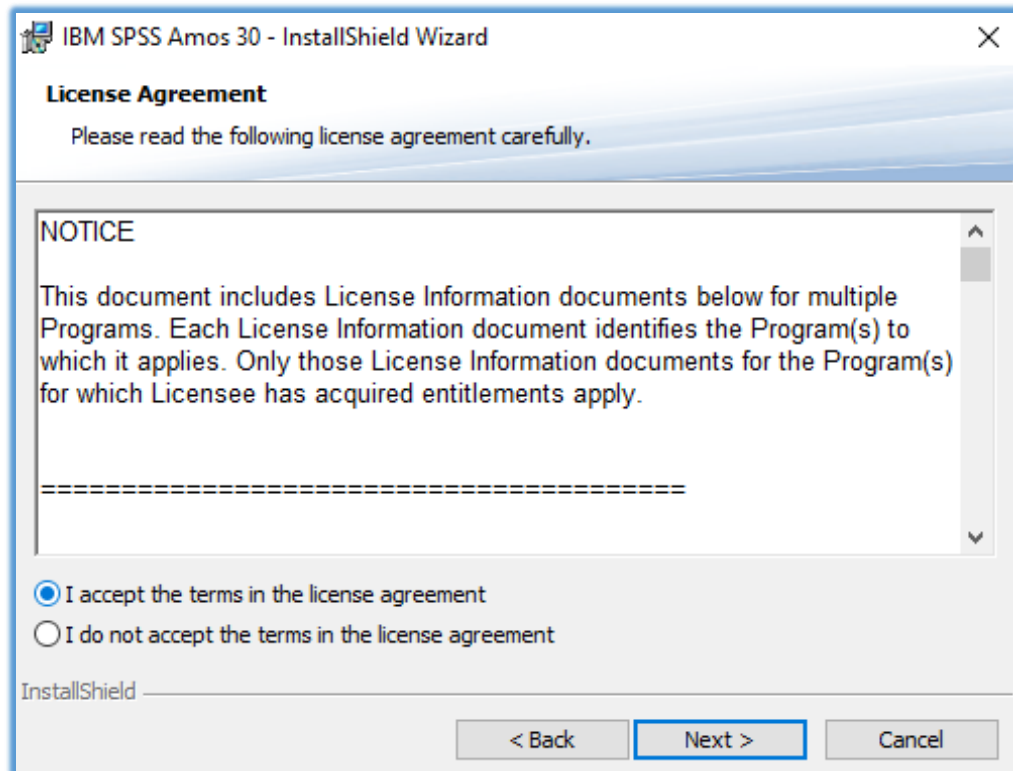 IBM SPSS Amos 30 - InstallShield Wizard
License Agreement
Please read the following license agreement carefully.
NOTICE
This document includes License Information documents below for multiple
Programs. Each License Information document identifies the Program(s) to
which it applies. Only those License Information documents for the Program(s)
for which Licensee has acquired entitlements apply.
========================================
I accept the terms in the license agreement
I do not accept the terms in the license agreement
InstallShield
< Back
Next >
Cancel